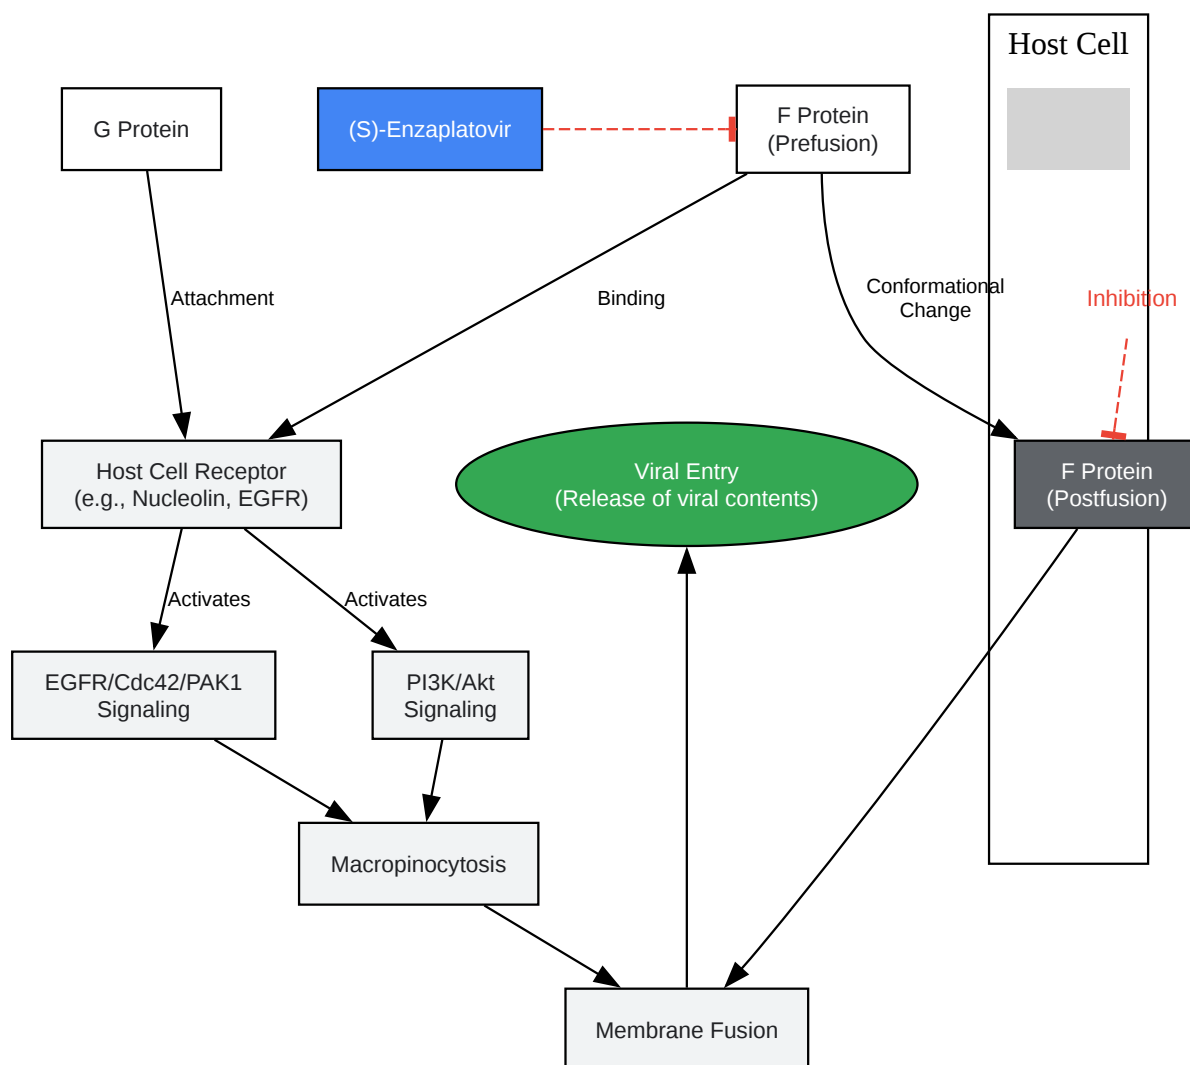 Host Cell
G Protein
(S)-Enzaplatovir
F Protein
(Prefusion)
Attachment
Binding
Conformational
Change
Inhibition
Host Cell Receptor
(e.g., Nucleolin, EGFR)
Viral Entry
(Release of viral contents)
F Protein
(Postfusion)
Activates
Activates
EGFR/Cdc42/PAK1
Signaling
PI3K/Akt
Signaling
Macropinocytosis
Membrane Fusion